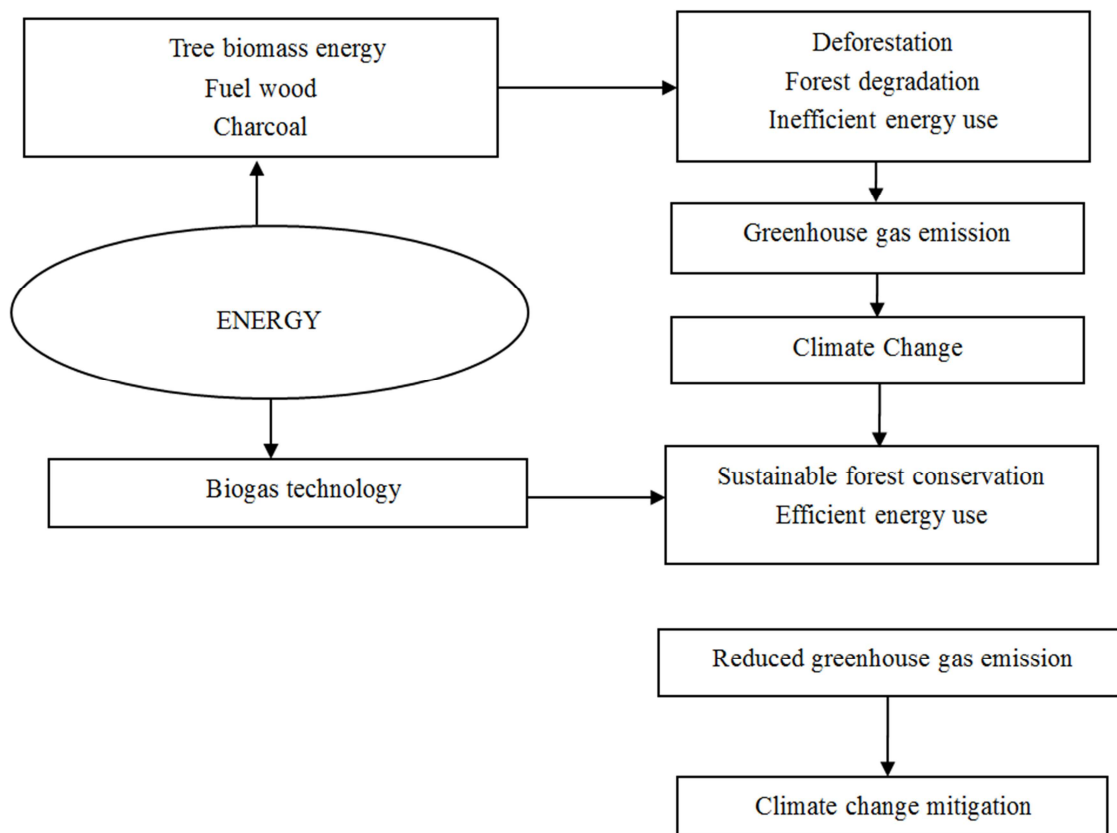 Tree biomass energy
Fuel wood
Charcoal
Deforestation
Forest degradation
Inefficient energy use
Greenhouse gas emission
ENERGY
Climate Change
Biogas technology
Sustainable forest conservation
Efficient energy use
Reduced greenhouse gas emission
Climate change mitigation